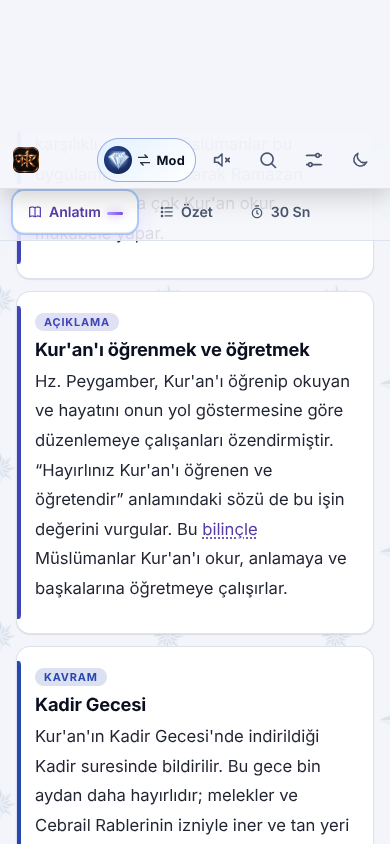 Mod
Anlatım
Özet
30 Sn
mukabele yapar.
AÇIKLAMA
Kur'an'ı öğrenmek ve öğretmek
Hz. Peygamber, Kur'an'ı öğrenip okuyan
ve hayatını onun yol göstermesine göre
düzenlemeye çalışanları özendirmiştir.
“Hayırlınız Kur'an'ı öğrenen ve
öğretendir” anlamındaki sözü de bu işin
değerini vurgular. Bu bilinçle
Müslümanlar Kur'an'ı okur, anlamaya ve
başkalarına öğretmeye çalışırlar.
KAVRAM
Kadir Gecesi
Kur'an'ın Kadir Gecesi'nde indirildiği
Kadir suresinde bildirilir. Bu gece bin
aydan daha hayırlıdır; melekler ve
Cebrail Rablerinin izniyle iner ve tan yeri